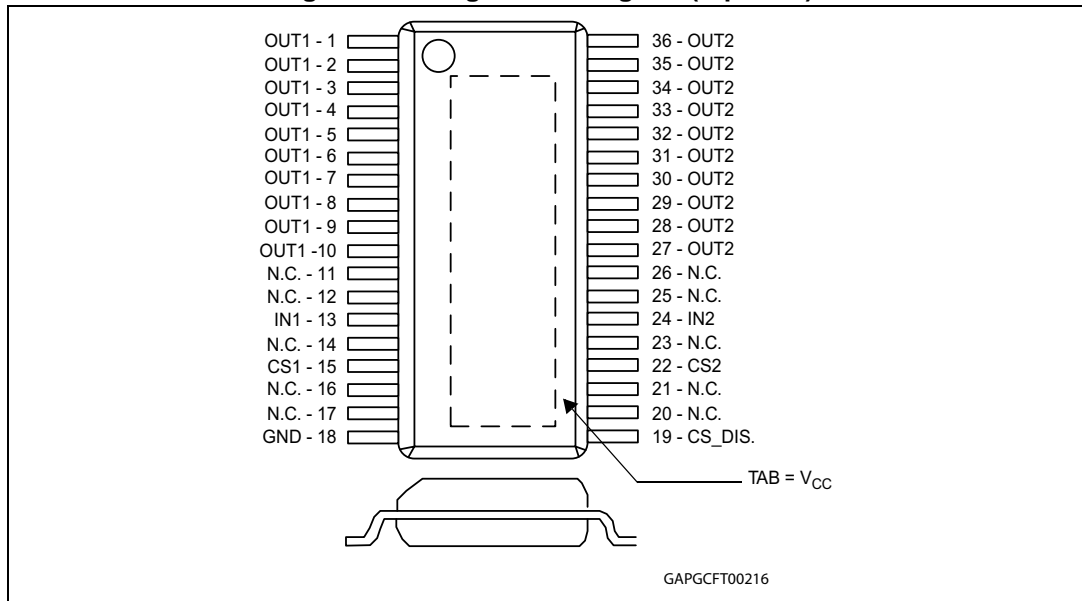 OUT1 - 1
OUT1 - 2
OUT1 - 3
OUT1 - 4
OUT1 - 5
OUT1 - 6
OUT1 - 7
OUT1 - 8
OUT1 - 9
OUT1 -10
N.C. - 11
N.C. - 12
IN1 - 13
N.C. - 14
CS1 - 15
N.C. - 16
N.C. - 17
GND - 18
36 - OUT2
35 - OUT2
34 - OUT2
33 - OUT2
32 - OUT2
31 - OUT2
30 - OUT2
29 - OUT2
28 - OUT2
27 - OUT2
26 - N.C.
25 - N.C.
24 - IN2
23 - N.C.
22 - CS2
21 - N.C.
20 - N.C.
19 - CS_DIS.
TAB = VCC
GAPGCFT00216